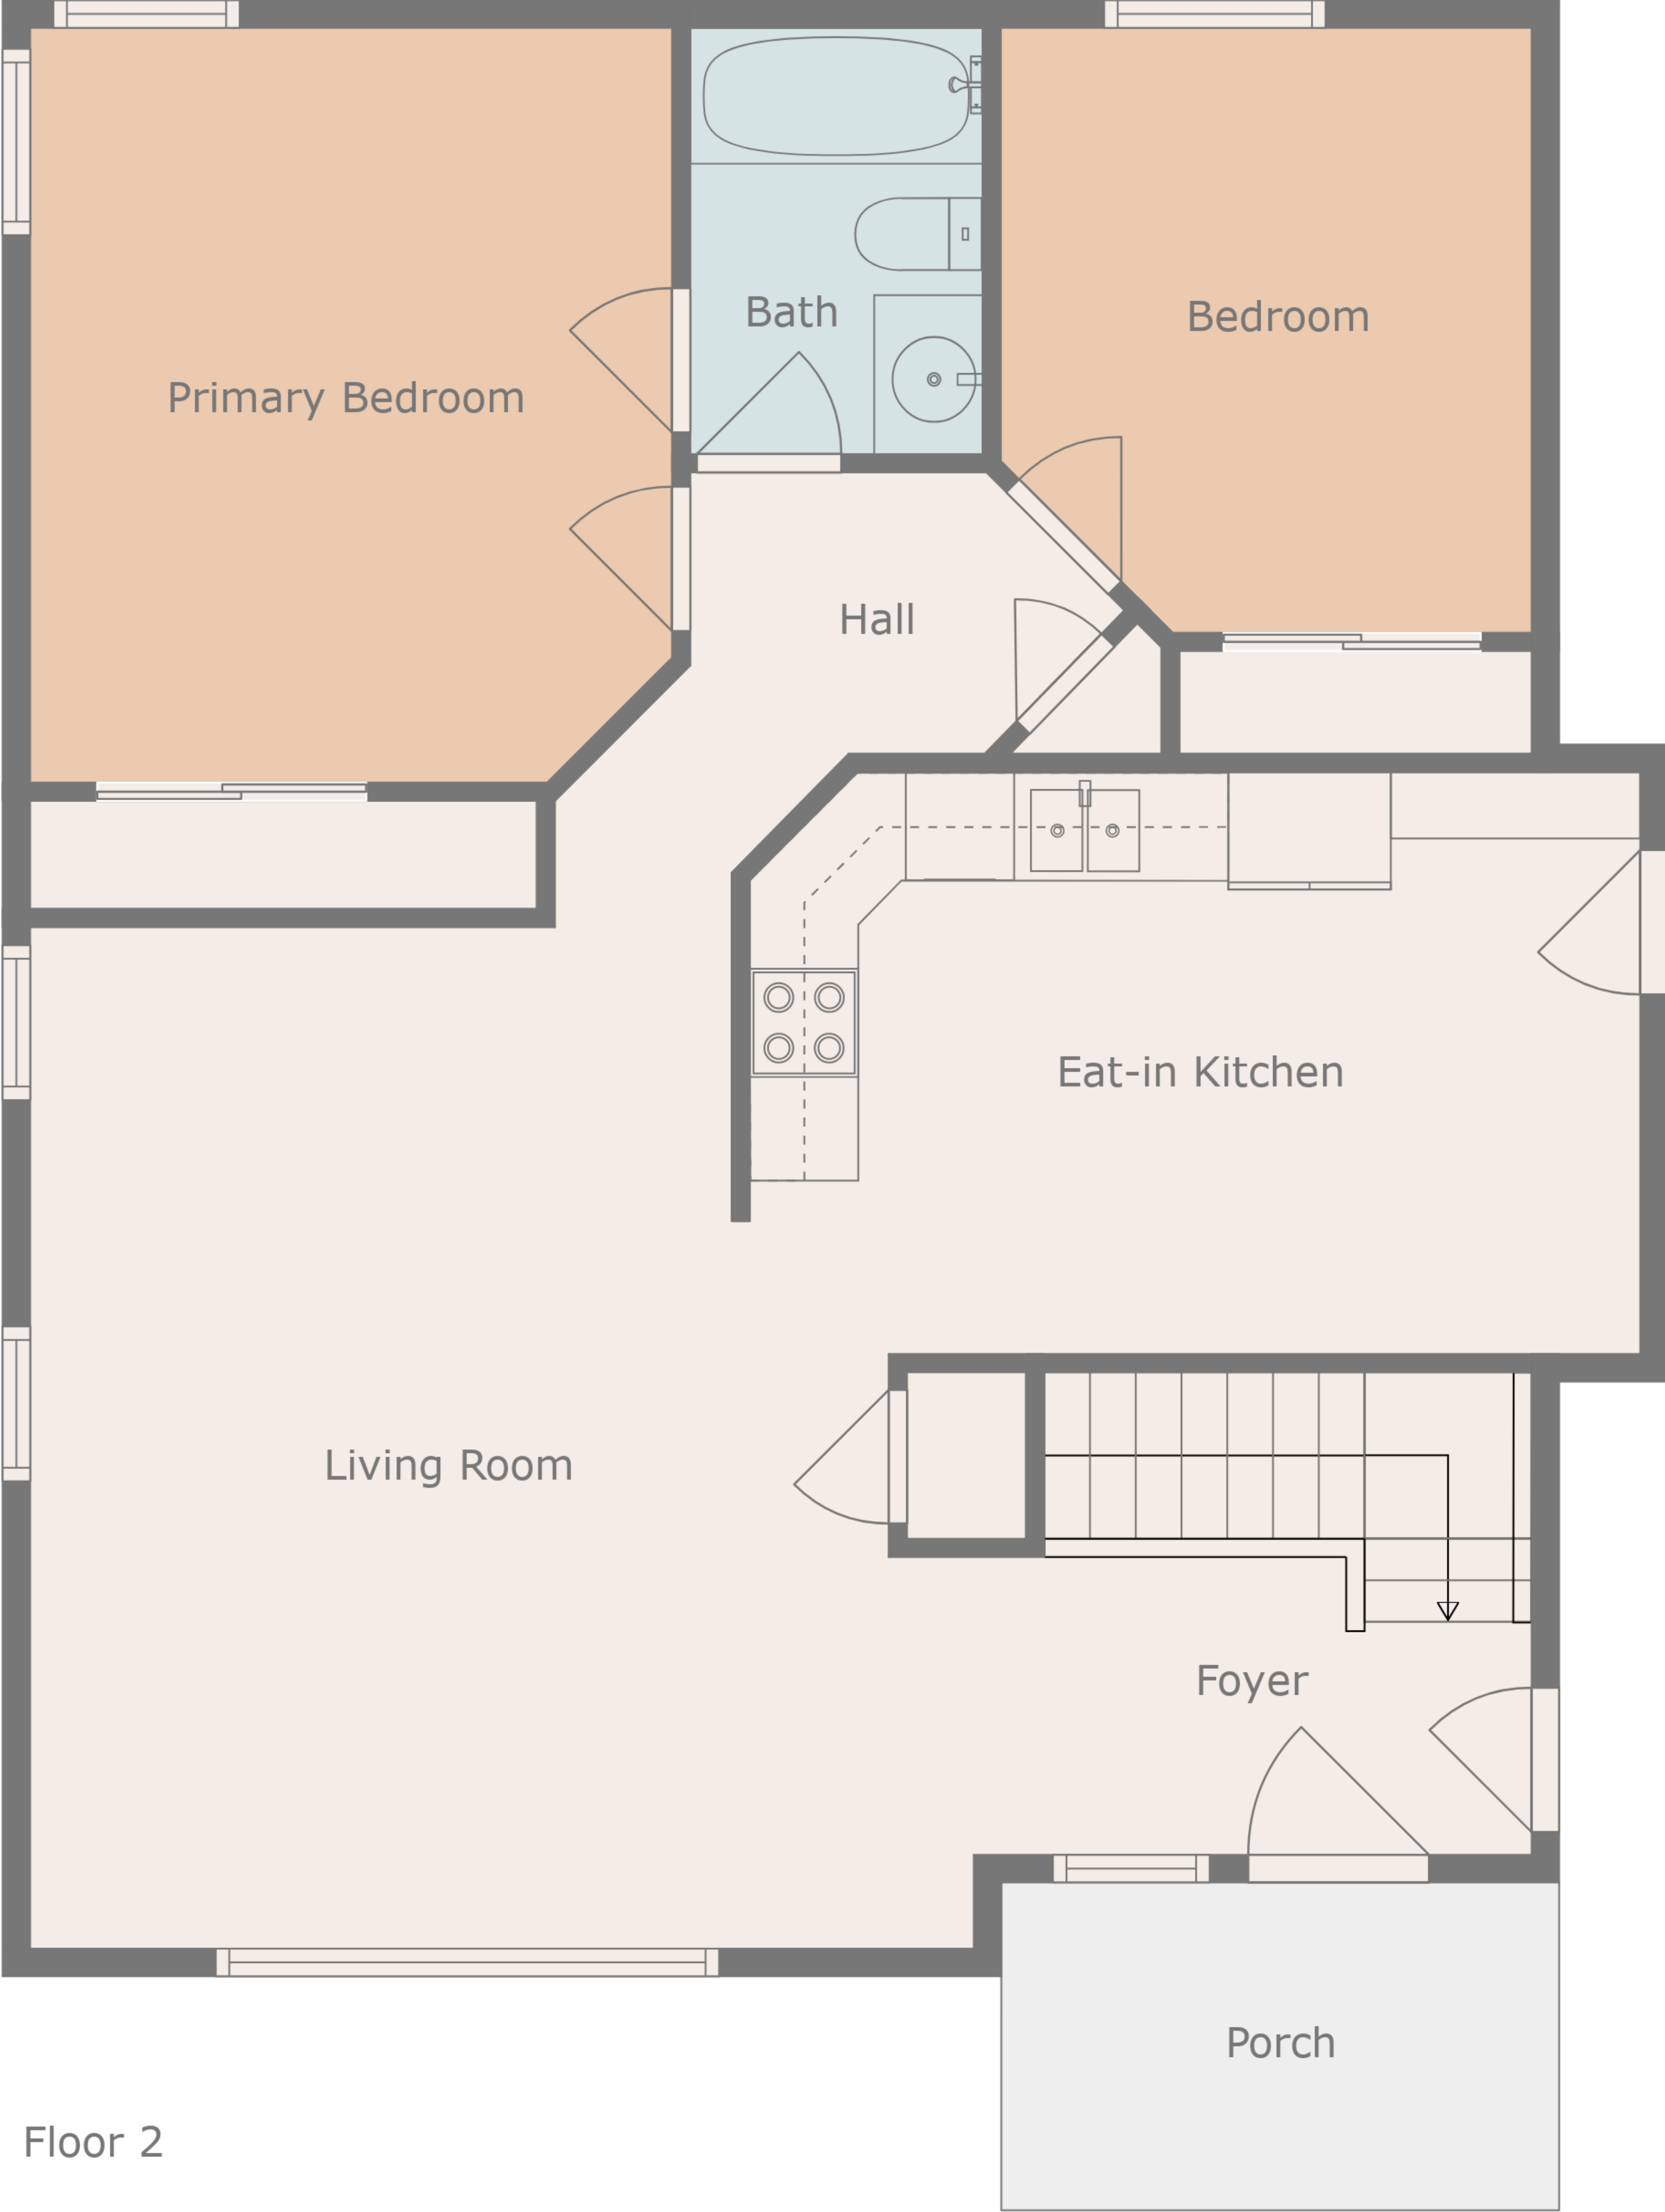 Bath
Bedroom
Primary Bedroom
Hall
Eat-in Kitchen
Living Room
Foyer
Porch
Floor 2